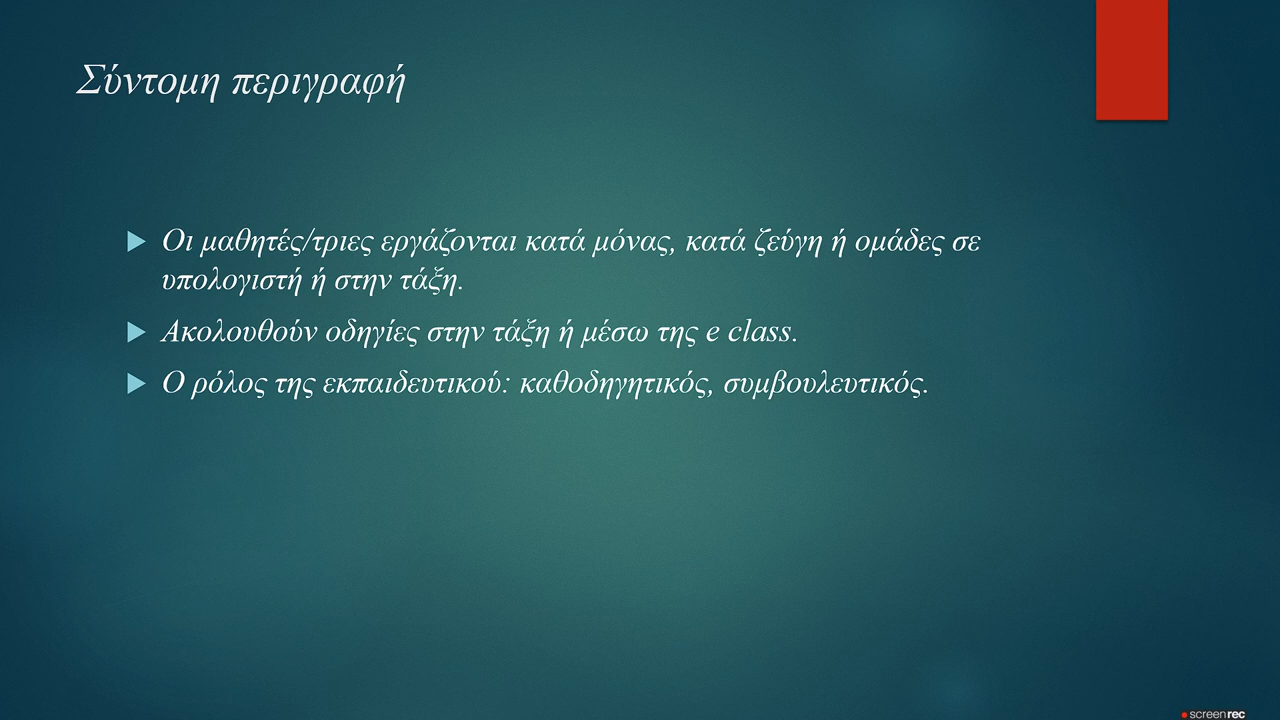 Σύντομη περιγραφή
Οι μαθητές/τριες εργάζονται κατά μόνας, κατά ζεύγη ή ομάδες σε
υπολογιστή ή στην τάξη.
Ακολουθούν οδηγίες στην τάξη ή μέσω της e class.
Ο ρόλος της εκπαιδευτικού: καθοδηγητικός, συμβουλευτικός.
screenrec